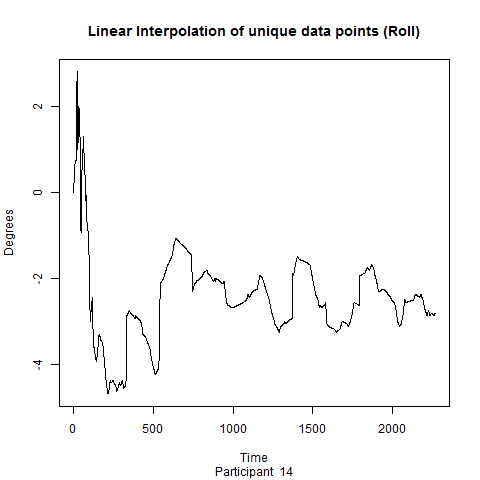 Linear Interpolation of unique data points (Roll)
Degrees
2
0
-2
-4
0 500 1000 1500 2000
Time
Participant 14